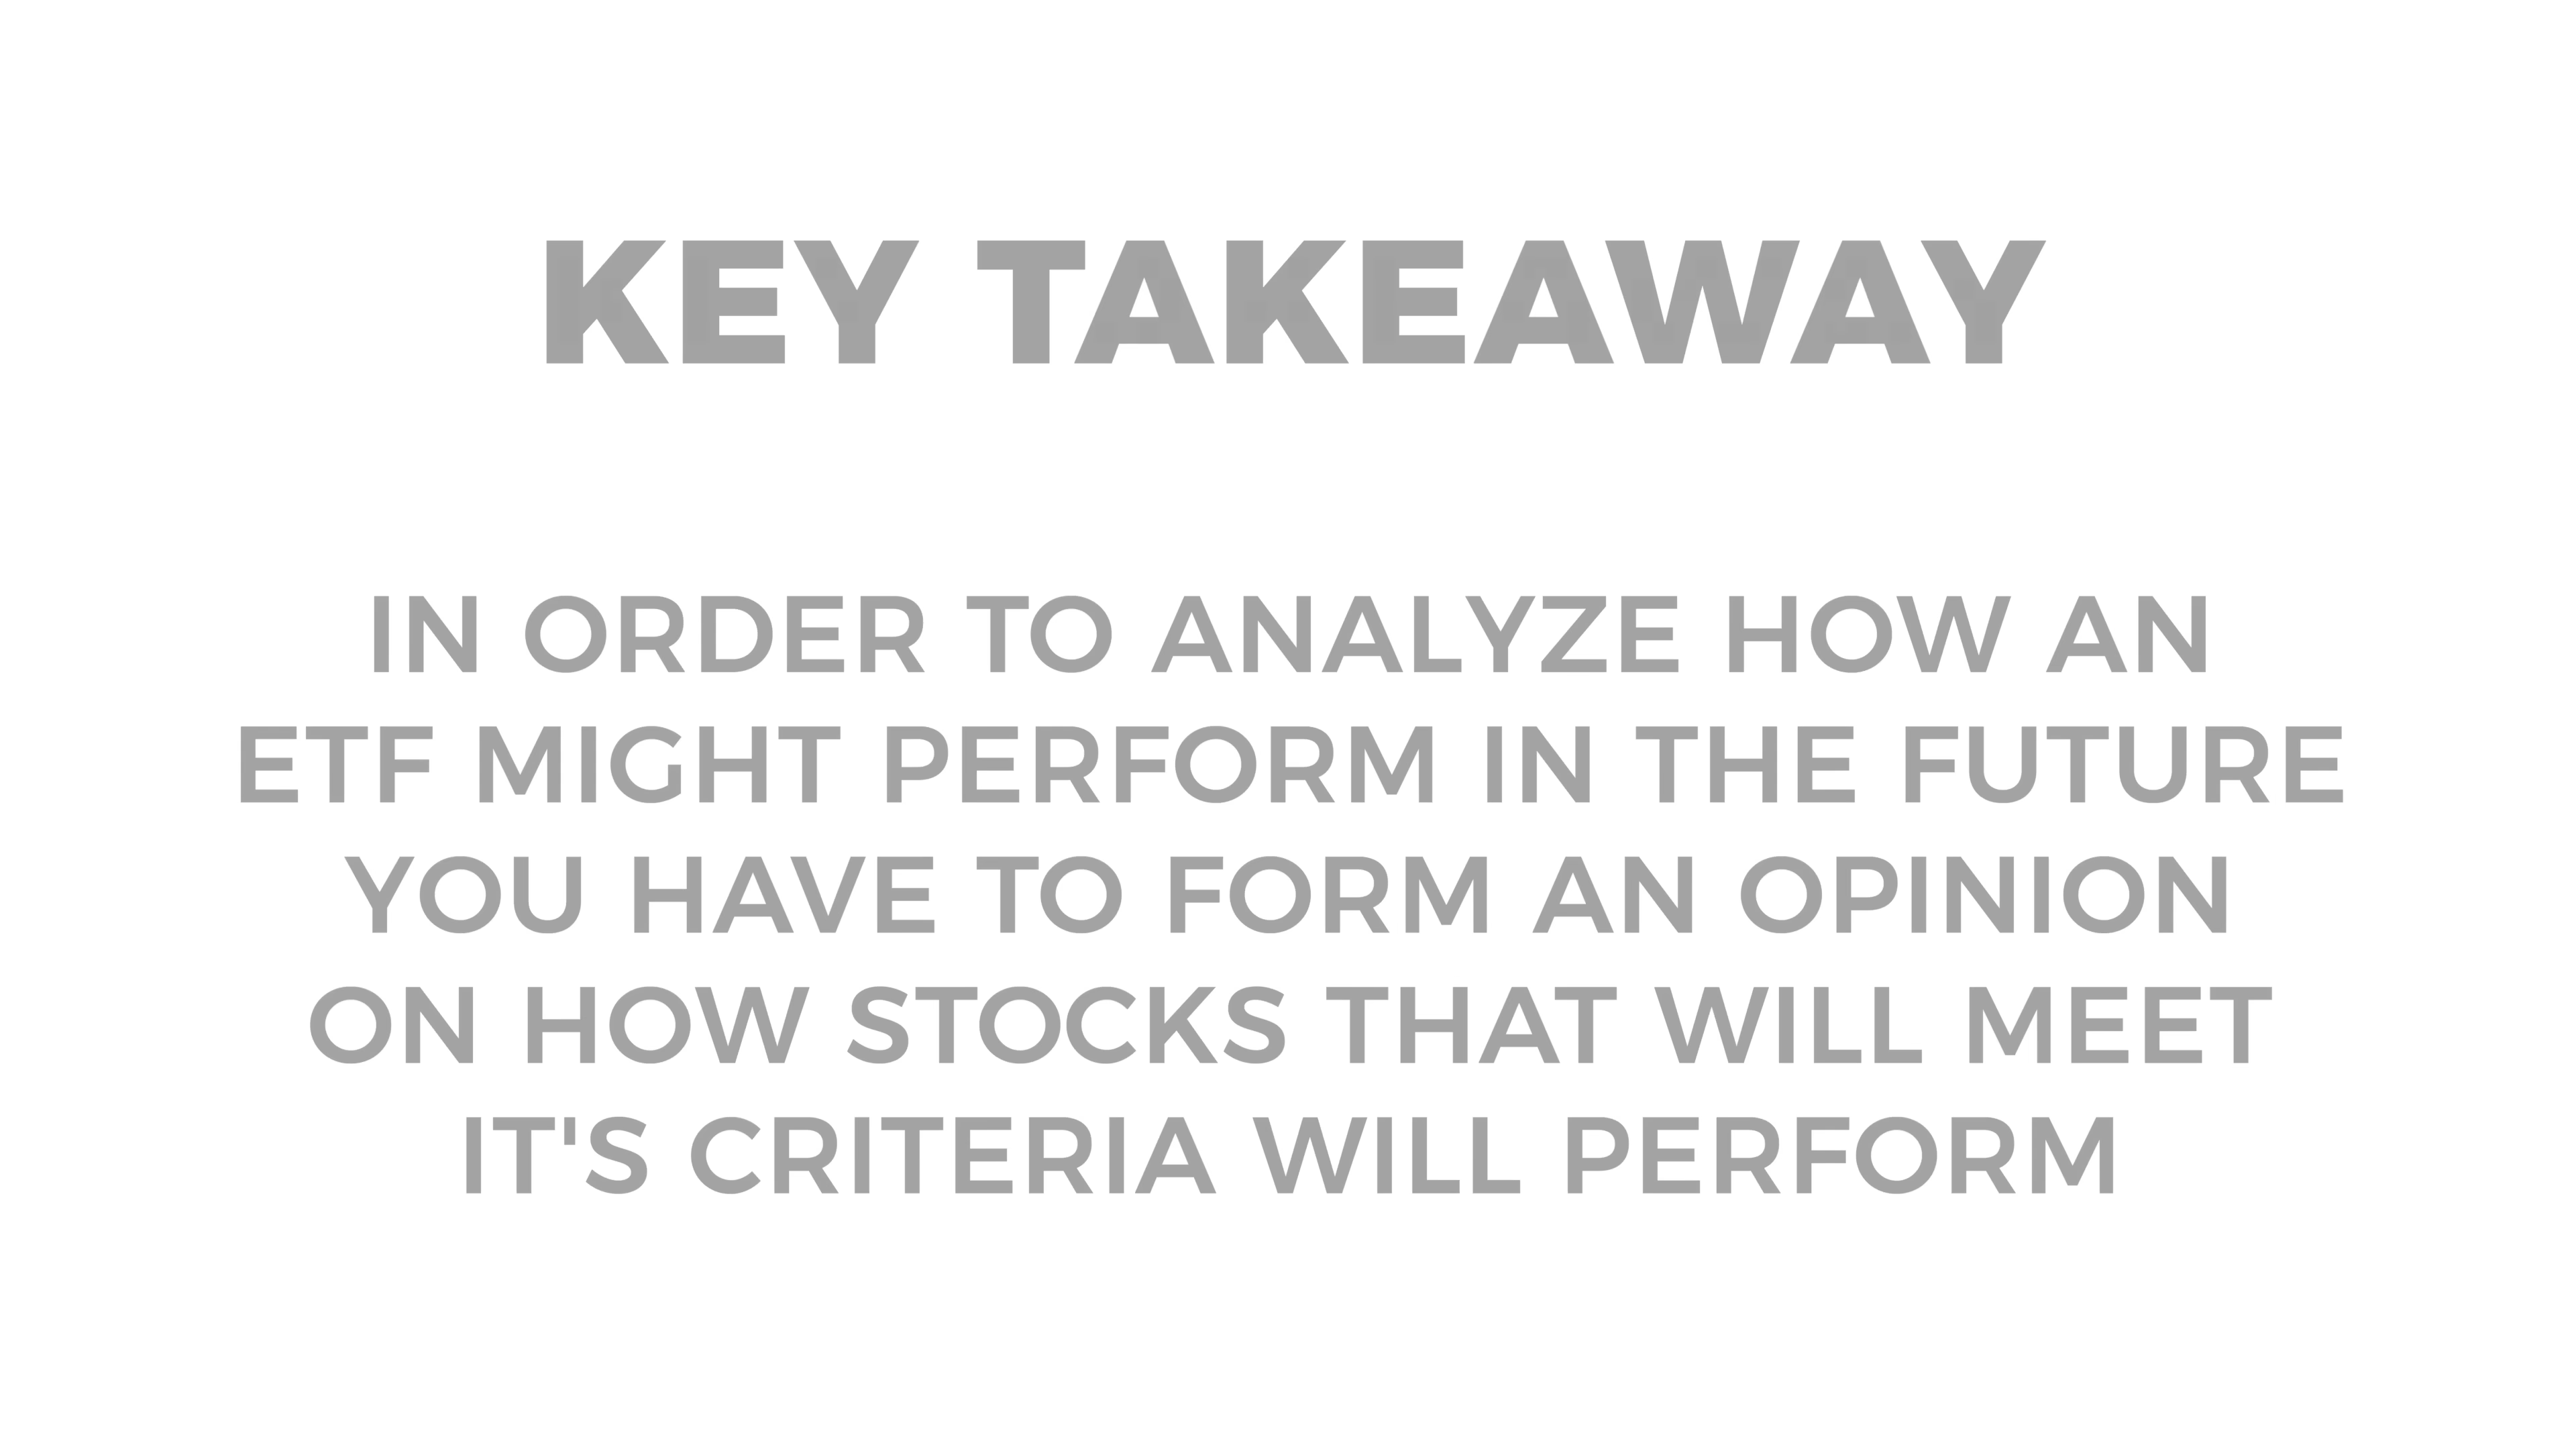 KEY TAKEAWAY
IN ORDER TO ANALYZE HOW AN
ETF MIGHT PERFORM IN THE FUTURE
YOU HAVE TO FORM AN OPINION
ON HOW STOCKS THAT WILL MEET
IT'S CRITERIA WILL PERFORM